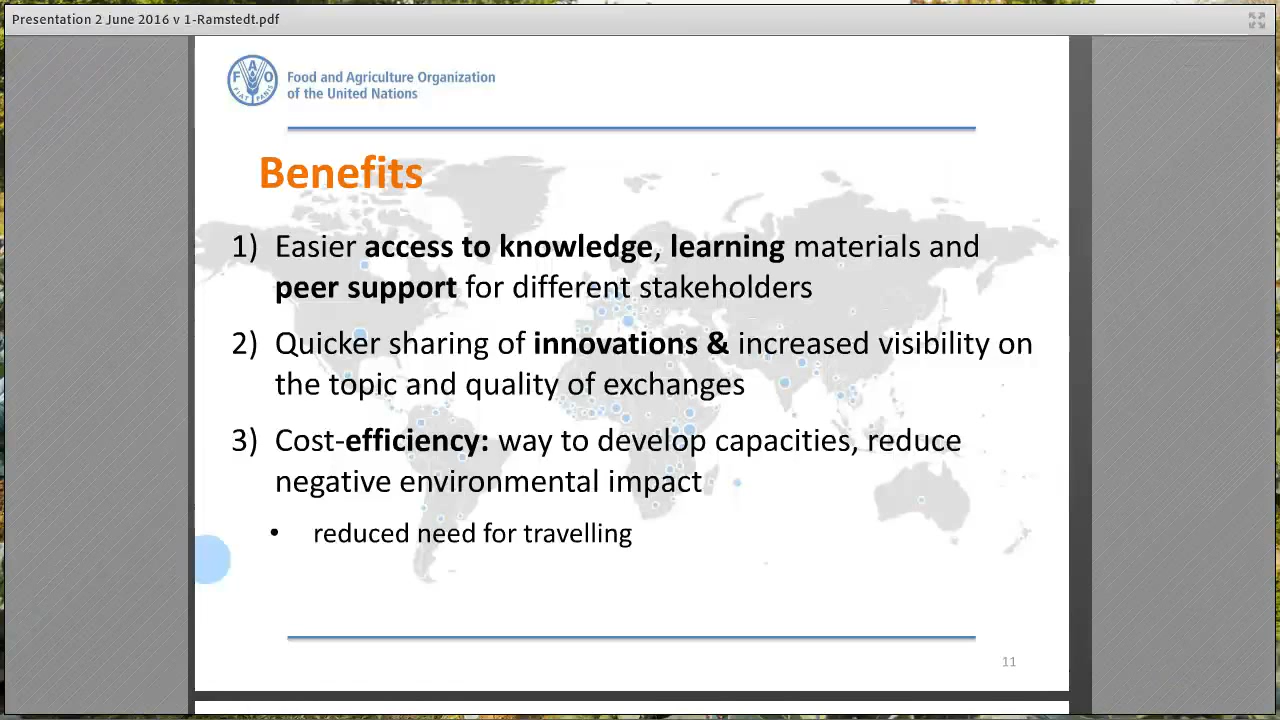 Presentation 2 June 2016 v 1-Ramstedt.pdf
F A O
FIAT PANIS
Food and Agriculture Organization
of the United Nations
Benefits
1) Easier access to knowledge, learning materials and
peer support for different stakeholders
2) Quicker sharing of innovations & increased visibility on
the topic and quality of exchanges
3) Cost-efficiency: way to develop capacities, reduce
negative environmental impact
• reduced need for travelling
11